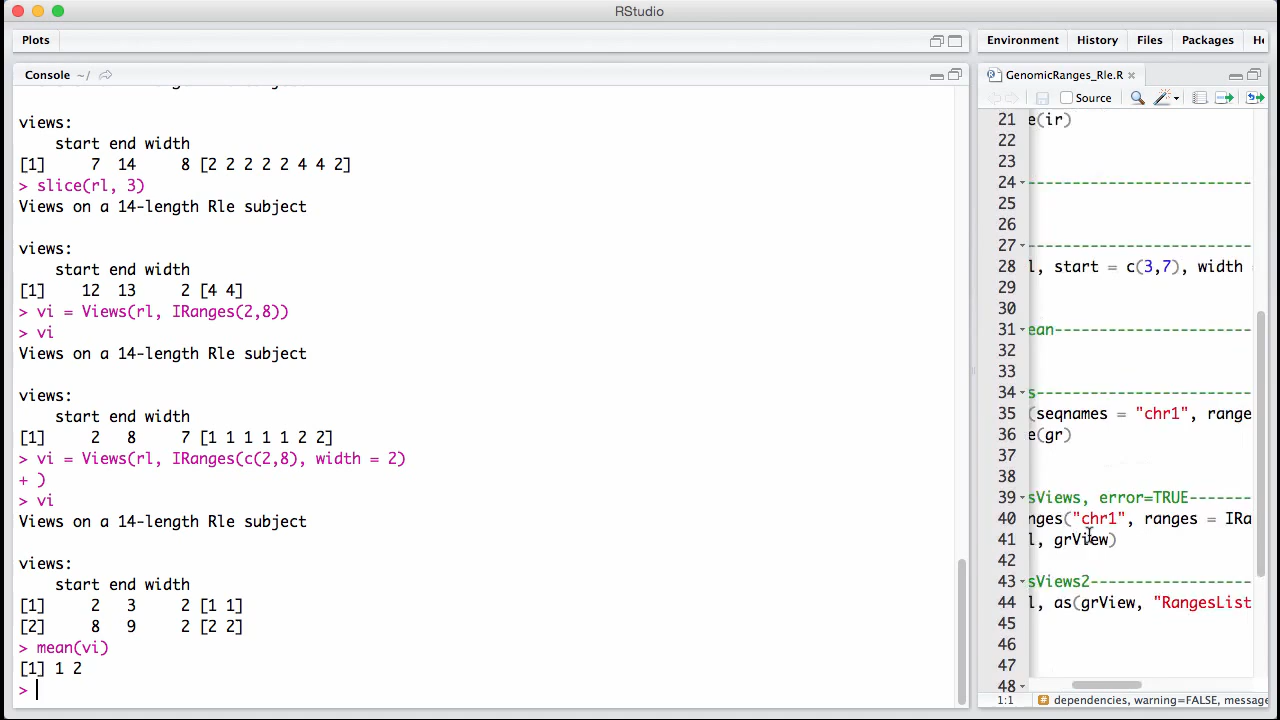 RStudio
Plots
Environment History Files Packages He
Console ~/
GenomicRanges_Rle.R
Source
views:
start end width
[1] 7 14 8 [2 2 2 2 2 4 4 2]
> slice(rl, 3)
Views on a 14-length Rle subject
views:
start end width
[1] 12 13 2 [4 4]
> vi = Views(rl, IRanges(2,8))
> vi
Views on a 14-length Rle subject
views:
start end width
[1] 2 8 7 [1 1 1 1 1 2 2]
> vi = Views(rl, IRanges(c(2,8), width = 2)
+ )
> vi
Views on a 14-length Rle subject
views:
start end width
[1] 2 3 2 [1 1]
[2] 8 9 2 [2 2]
> mean(vi)
[1] 1 2
>
21 e(ir)
22
23
24 ----------------------------
25
26
27 ----------------------------
28 l, start = c(3,7), width
29
30
31 ean-------------------------
32
33
34 s---------------------------
35 (seqnames = "chr1", range
36 e(gr)
37
38
39 sViews, error=TRUE--------
40 nges("chr1", ranges = IRa
41 l, grView)
42
43 sViews2--------------------
44 l, as(grView, "RangesList
45
46
47
48
1:1 dependencies, warning=FALSE, message